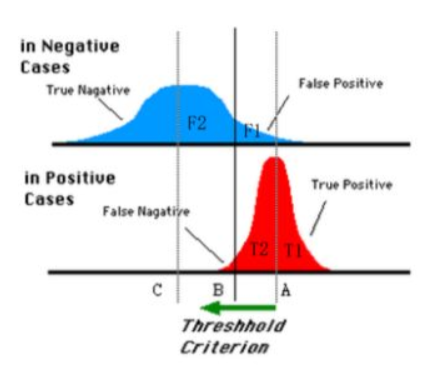 in Negative
Cases
True Nagative
False Positive
F2
F1
in Positive
Cases
True Positive
False Nagative
T2
T1
C
B
A
Threshhold
Criterion